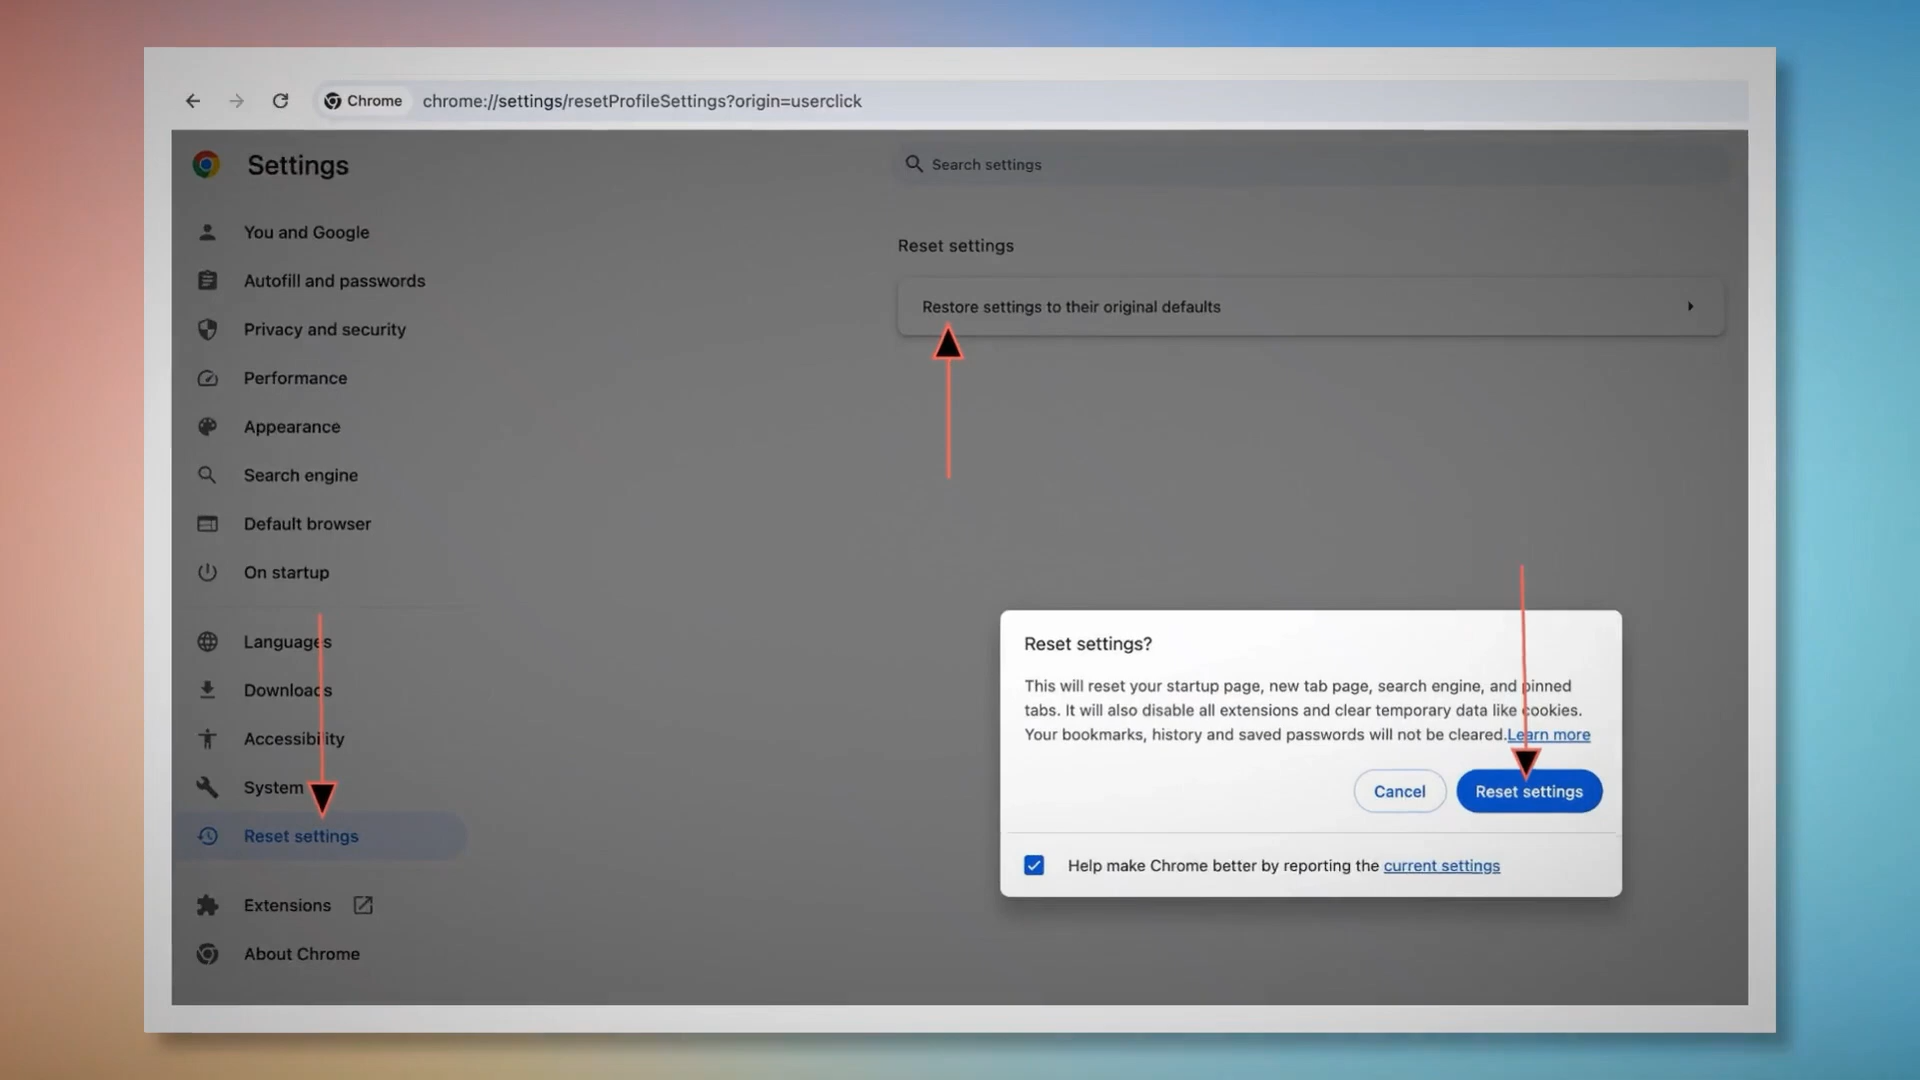 Chrome chrome://settings/resetProfileSettings?origin=userclick
Settings
Search settings
You and Google
Autofill and passwords
Privacy and security
Performance
Appearance
Search engine
Default browser
On startup
Languages
Downloads
Accessibility
System
Reset settings
Extensions
About Chrome
Reset settings
Restore settings to their original defaults
Reset settings?
This will reset your startup page, new tab page, search engine, and pinned
tabs. It will also disable all extensions and clear temporary data like cookies.
Your bookmarks, history and saved passwords will not be cleared.Learn more
Cancel
Reset settings
Help make Chrome better by reporting the current settings